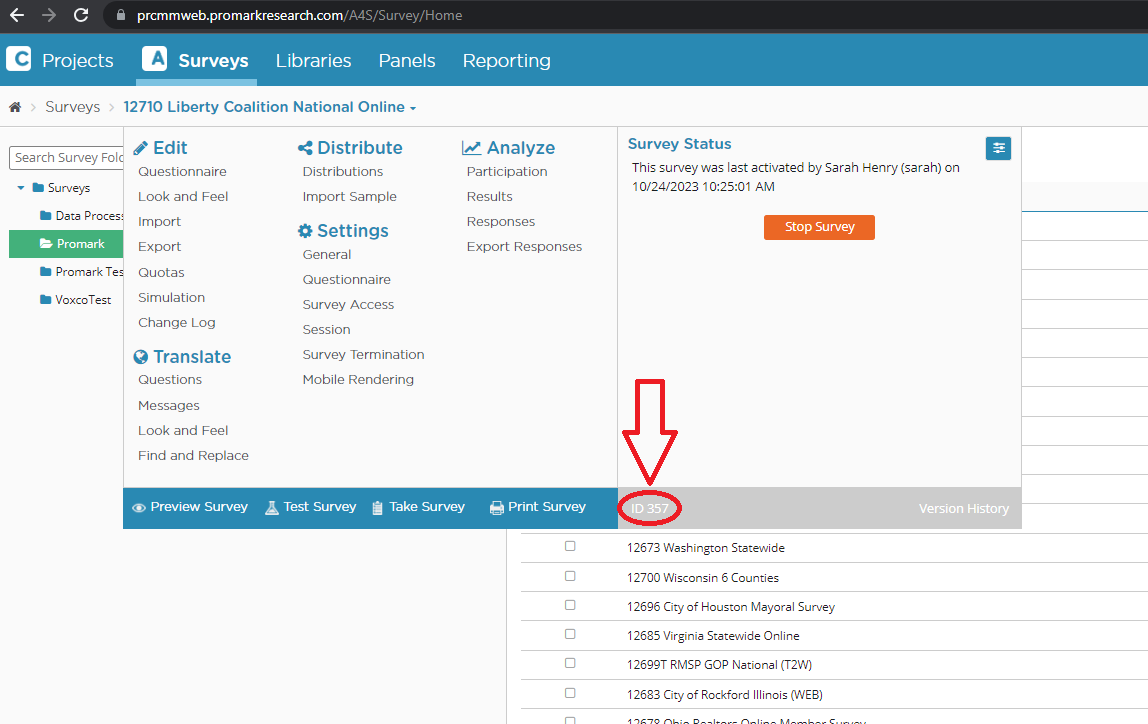 prcmmweb.promarkresearch.com/A4S/Survey/Home
C Projects A Surveys Libraries Panels Reporting
Surveys 12710 Liberty Coalition National Online
Search Survey Fold
Surveys
Data Process
Promark
Promark Tes
VoxcoTest
Edit
Questionnaire
Look and Feel
Import
Export
Quotas
Simulation
Change Log
Translate
Questions
Messages
Look and Feel
Find and Replace
Distribute
Distributions
Import Sample
Settings
General
Questionnaire
Survey Access
Session
Survey Termination
Mobile Rendering
Analyze
Participation
Results
Responses
Export Responses
Survey Status
This survey was last activated by Sarah Henry (sarah) on
10/24/2023 10:25:01 AM
Stop Survey
Preview Survey Test Survey Take Survey Print Survey
ID 357 Version History
12673 Washington Statewide
12700 Wisconsin 6 Counties
12696 City of Houston Mayoral Survey
12685 Virginia Statewide Online
12699T RMSP GOP National (T2W)
12683 City of Rockford Illinois (WEB)
12678 Ohio Realtors Online Member Survey